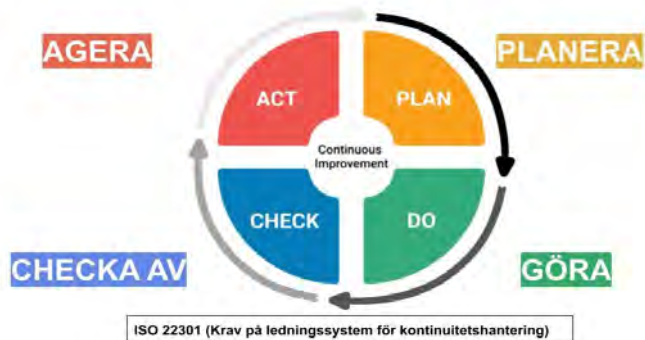 AGERA
PLANERA
ACT
PLAN
Continuous
Improvement
CHECK
DO
CHECKA AV
GÖRA
ISO 22301 (Krav på ledningssystem för kontinuitetshantering)